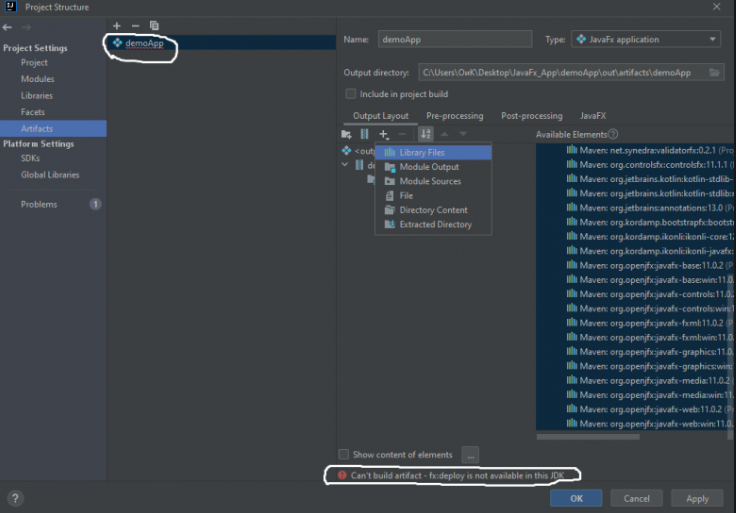 Project Structure
Project Settings
Project
Modules
Libraries
Facets
Artifacts
Platform Settings
SDKs
Global Libraries
Problems 1
demoApp
Name: demoApp Type: JavaFx application
Output directory: C:\Users\ОиК\Desktop\JavaFx_App\demoApp\out\artifacts\demoApp
Include in project build
Output Layout Pre-processing Post-processing JavaFX
Available Elements
<out
de
Library Files
Module Output
Module Sources
File
Directory Content
Extracted Directory
Maven: net.synedra:validatorfx:0.2.1 (Pro
Maven: org.controlsfx:controlsfx:11.1.1 (
Maven: org.jetbrains.kotlin:kotlin-stdlib-
Maven: org.jetbrains.kotlin:kotlin-stdlib:
Maven: org.jetbrains:annotations:13.0 (P
Maven: org.kordamp.bootstrapfx:bootst
Maven: org.kordamp.ikonli:ikonli-core:12
Maven: org.kordamp.ikonli:ikonli-javafx:
Maven: org.openjfx:javafx-base:11.0.2 (P
Maven: org.openjfx:javafx-base:win:11.0
Maven: org.openjfx:javafx-controls:11.0.
Maven: org.openjfx:javafx-controls:win:1
Maven: org.openjfx:javafx-fxml:11.0.2 (P
Maven: org.openjfx:javafx-fxml:win:11.0.
Maven: org.openjfx:javafx-graphics:11.0.
Maven: org.openjfx:javafx-graphics:win:
Maven: org.openjfx:javafx-media:11.0.2 (
Maven: org.openjfx:javafx-media:win:11.
Maven: org.openjfx:javafx-web:11.0.2 (P
Maven: org.openjfx:javafx-web:win:11.0.
Show content of elements ...
Can't build artifact - fx:deploy is not available in this JDK
? OK Cancel Apply